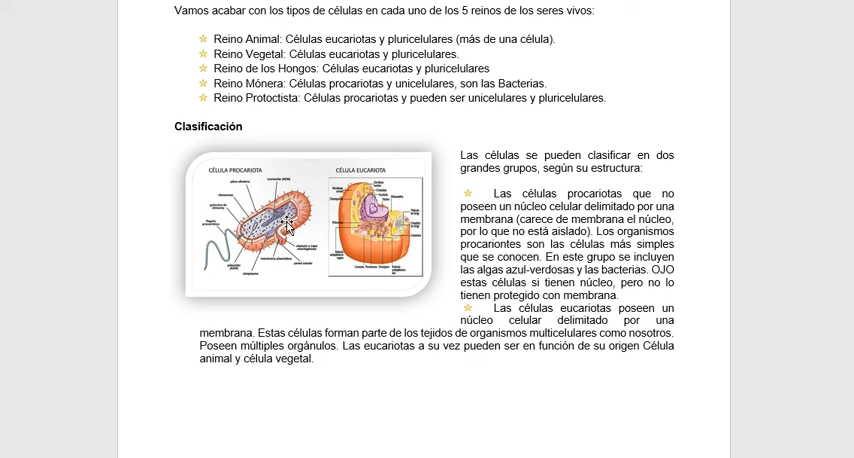 Vamos acabar con los tipos de células en cada uno de los 5 reinos de los seres vivos:
Reino Animal: Células eucariotas y pluricelulares (más de una célula).
Reino Vegetal: Células eucariotas y pluricelulares.
Reino de los Hongos: Células eucariotas y pluricelulares
Reino Mónera: Células procariotas y unicelulares, son las Bacterias.
Reino Protoctista: Células procariotas y pueden ser unicelulares y pluricelulares.
Clasificación
CÉLULA PROCARIOTA
CÉLULA EUCARIOTA
Las células se pueden clasificar en dos
grandes grupos, según su estructura:
Las células procariotas que no
poseen un núcleo celular delimitado por una
membrana (carece de membrana el núcleo,
por lo que no está aislado). Los organismos
procariontes son las células más simples
que se conocen. En este grupo se incluyen
las algas azul-verdosas y las bacterias. OJO
estas células si tienen núcleo, pero no lo
tienen protegido con membrana.
Las células eucariotas poseen un
núcleo celular delimitado por una
membrana. Estas células forman parte de los tejidos de organismos multicelulares como nosotros.
Poseen múltiples orgánulos. Las eucariotas a su vez pueden ser en función de su origen Célula
animal y célula vegetal.